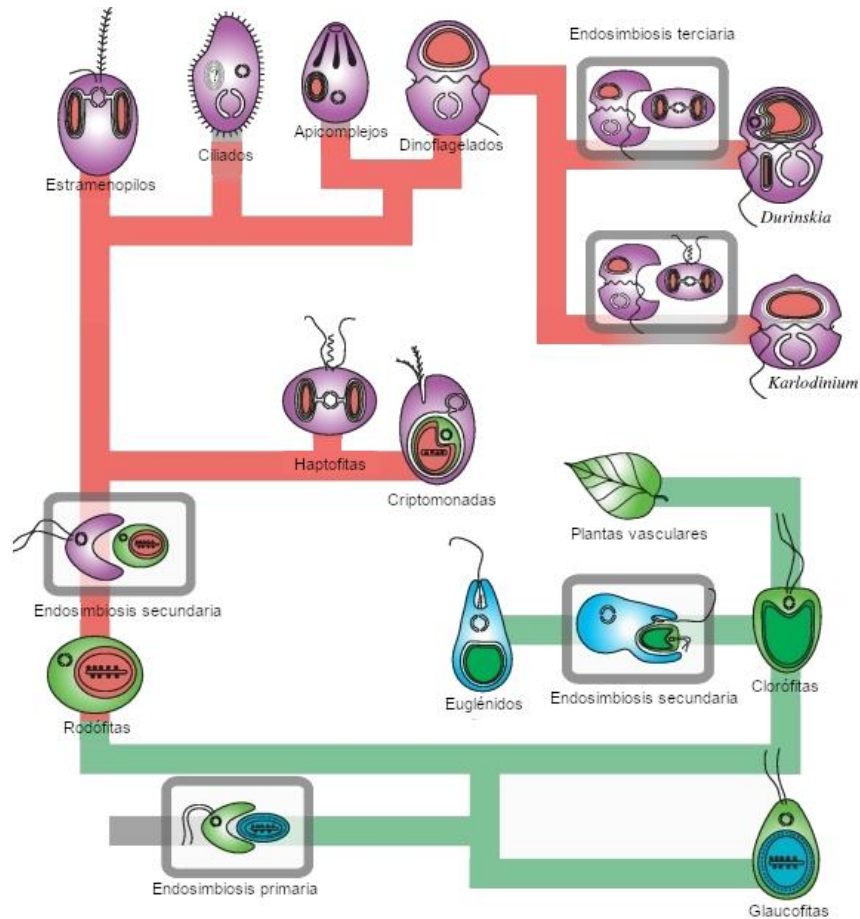 Endosimbiosis terciaria
Estramenopilos
Ciliados
Apicomplejos
Dinoflagelados
Durinskia
Karlodinium
Haptofitas
Criptomonadas
Plantas vasculares
Endosimbiosis secundaria
Euglénidos
Endosimbiosis secundaria
Clorófitas
Rodófitas
Endosimbiosis primaria
Glaucofitas